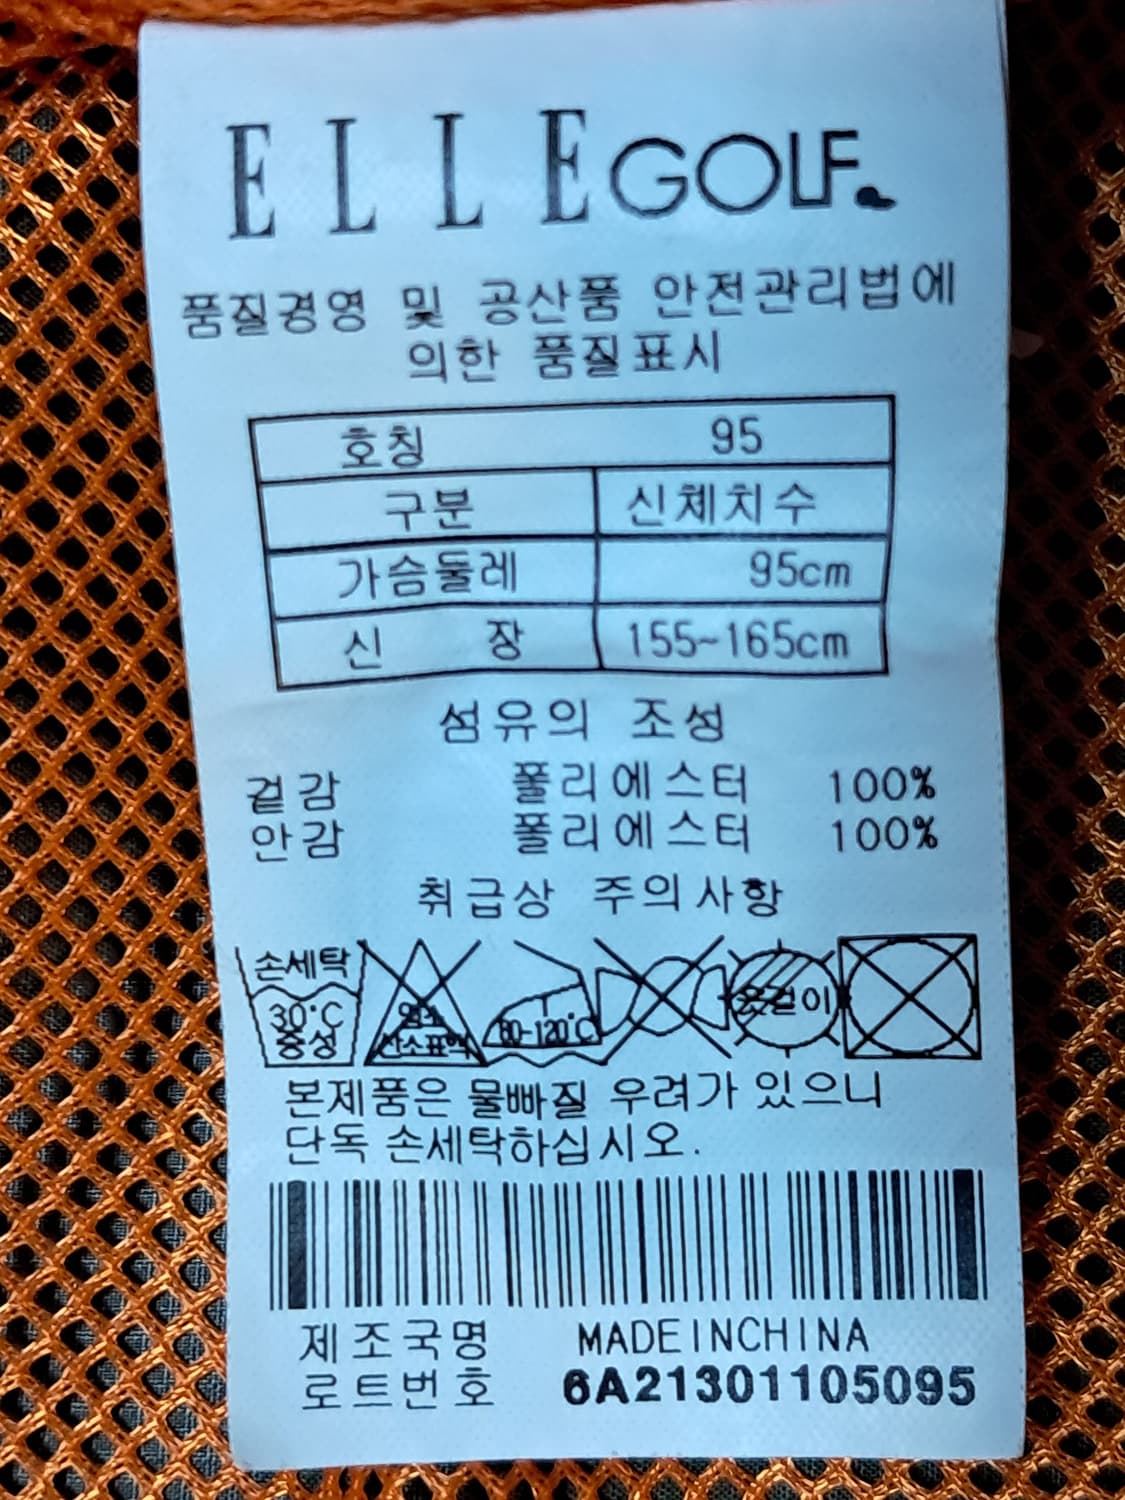 ELLE GOLF.
품질경영 및 공산품 안전관리법에
의한 품질표시
호칭 95
구분 신체치수
가슴둘레 95cm
신 장 155~165cm
섬유의 조성
겉감 폴리에스터 100%
안감 폴리에스터 100%
취급상 주의사항
손세탁 30°C 중성
염소 산소표백
80-120°C
옷걸이
본제품은 물빠질 우려가 있으니
단독 손세탁하십시오.
제조국명 MADEINCHINA
로트번호 6A21301105095